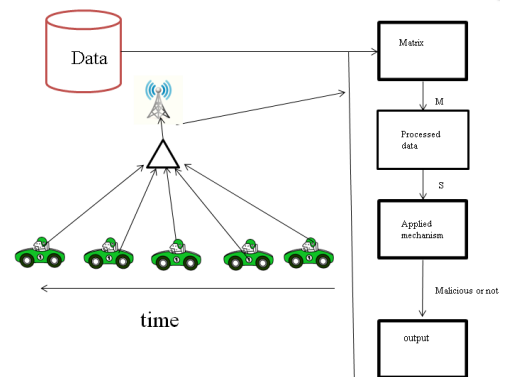 Data
Matrix
M
Processed
data
S
Applied
mechanism
Malicious or not
time
output